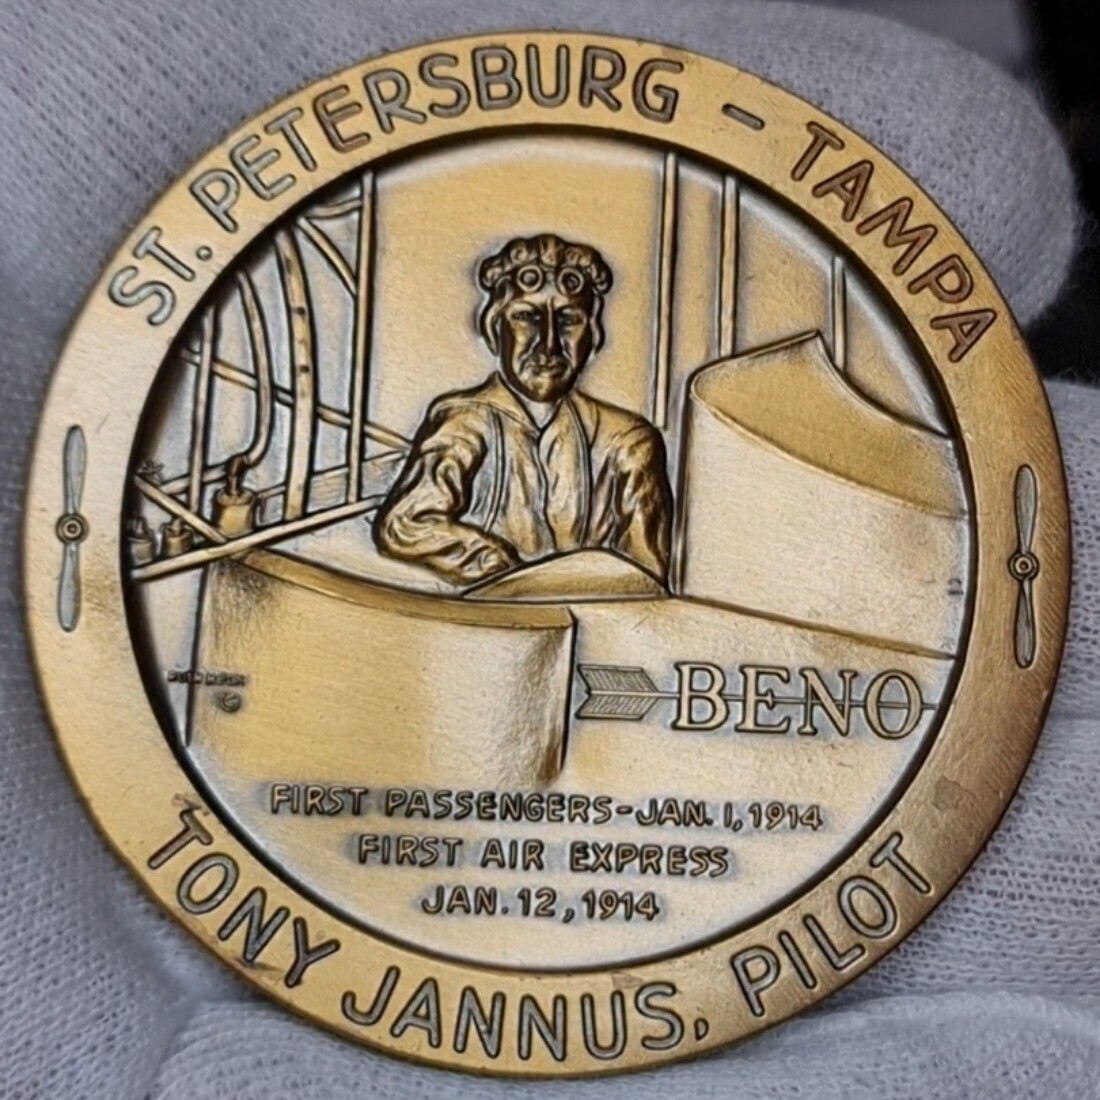 ST. PETERSBURG - TAMPA
BENO
FIRST PASSENGERS-JAN. 1, 1914
FIRST AIR EXPRESS
JAN. 12, 1914
TONY JANNUS, PILOT